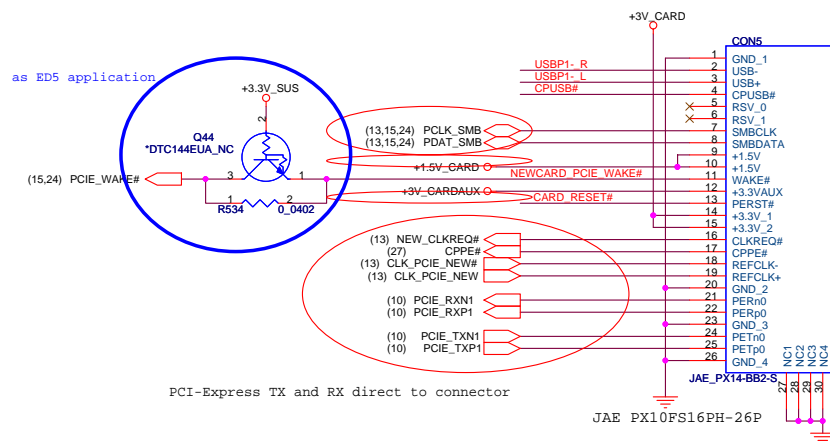 +3V_CARD
CON5
as ED5 application
+3.3V_SUS
2
Q44
*DTC144EUA_NC
(15,24) PCIE_WAKE#
3
1
1
2
R534
0_0402
USBP1-_R
USBP1-_L
CPUSB#
(13,15,24) PCLK_SMB
(13,15,24) PDAT_SMB
+1.5V_CARD
NEWCARD_PCIE_WAKE#
+3V_CARDAUX
CARD_RESET#
(13) NEW_CLKREQ#
(27) CPPE#
(13) CLK_PCIE_NEW#
(13) CLK_PCIE_NEW
(10) PCIE_RXN1
(10) PCIE_RXP1
(10) PCIE_TXN1
(10) PCIE_TXP1
1 GND_1
2 USB-
3 USB+
4 CPUSB#
5 RSV_0
6 RSV_1
7 SMBCLK
8 SMBDATA
9 +1.5V
10 +1.5V
11 WAKE#
12 +3.3VAUX
13 PERST#
14 +3.3V_1
15 +3.3V_2
16 CLKREQ#
17 CPPE#
18 REFCLK-
19 REFCLK+
20 GND_2
21 PERn0
22 PERp0
23 GND_3
24 PETn0
25 PETp0
26 GND_4
NC1
NC2
NC3
NC4
27
28
29
30
JAE_PX14-BB2-S
PCI-Express TX and RX direct to connector
JAE PX10FS16PH-26P